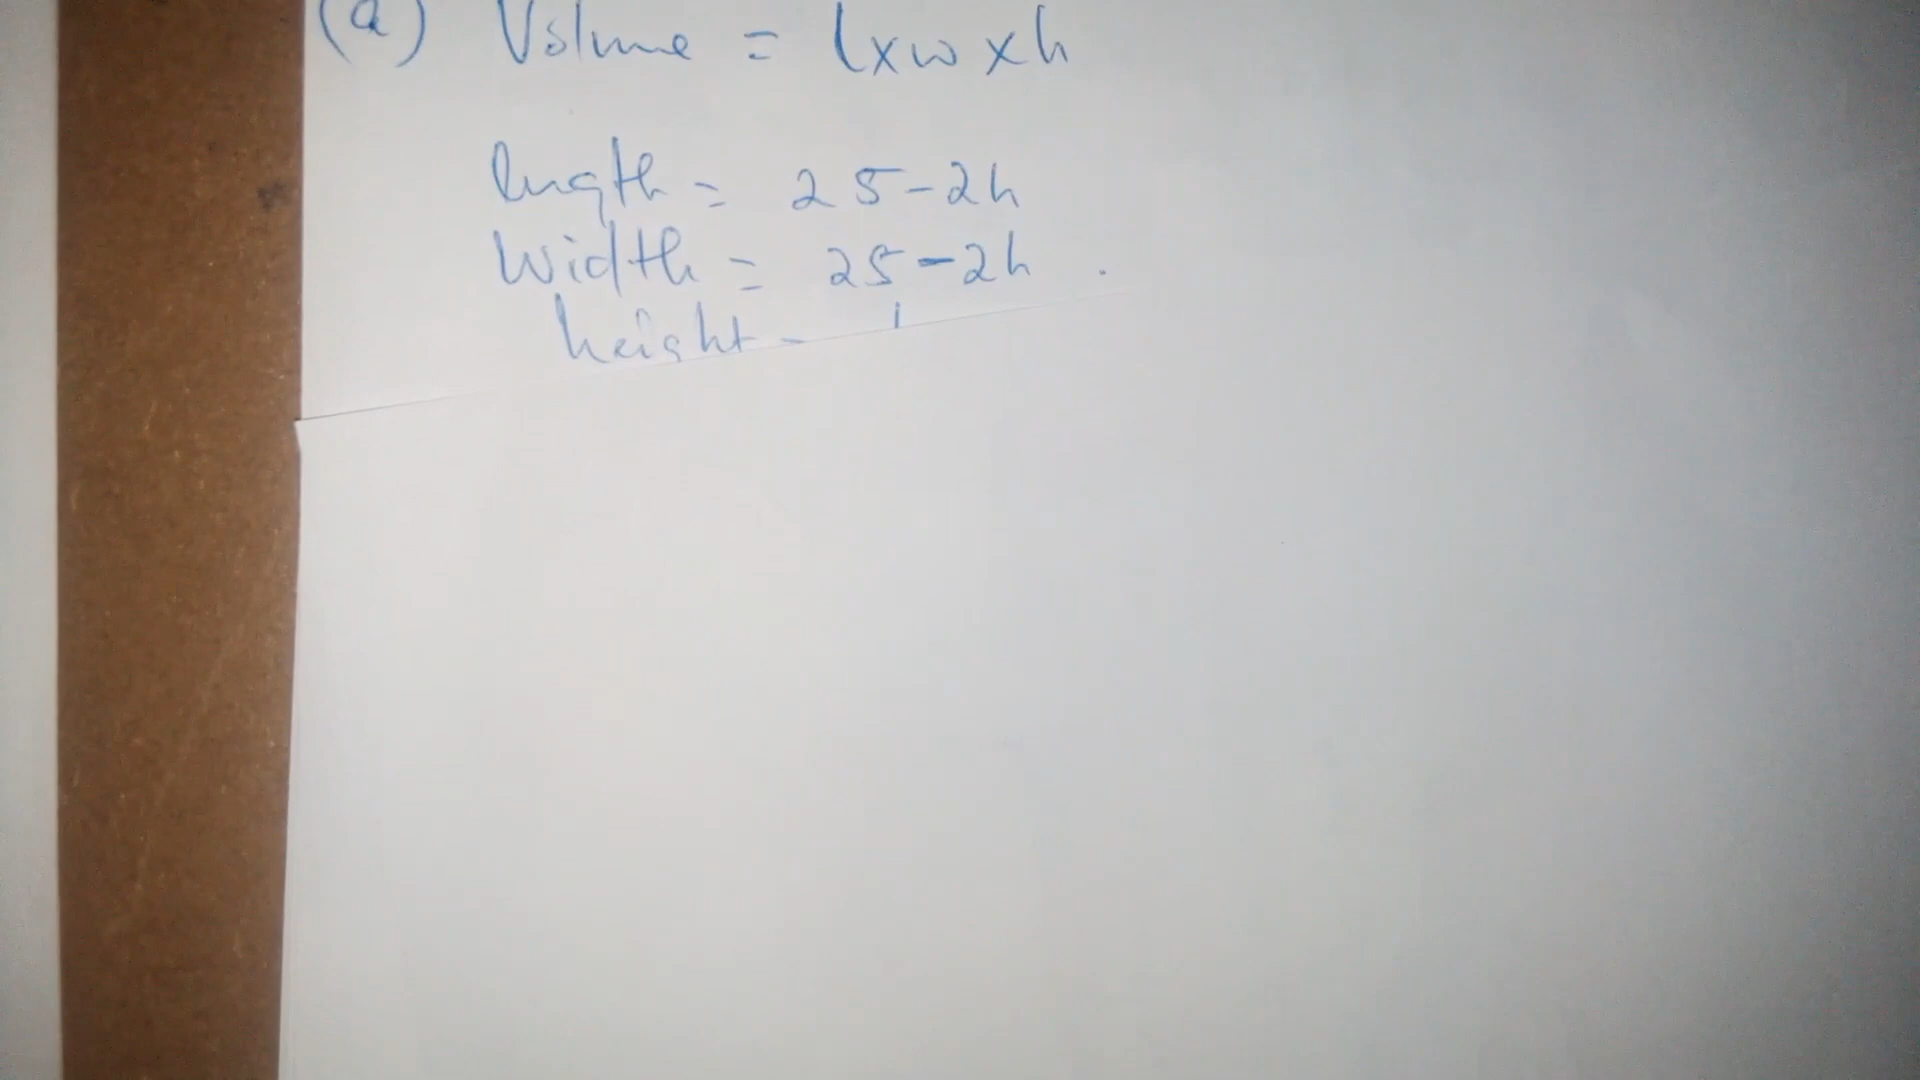 (a) Volume = l x w x h
length = 25 - 2h
Width = 25 - 2h .
height =